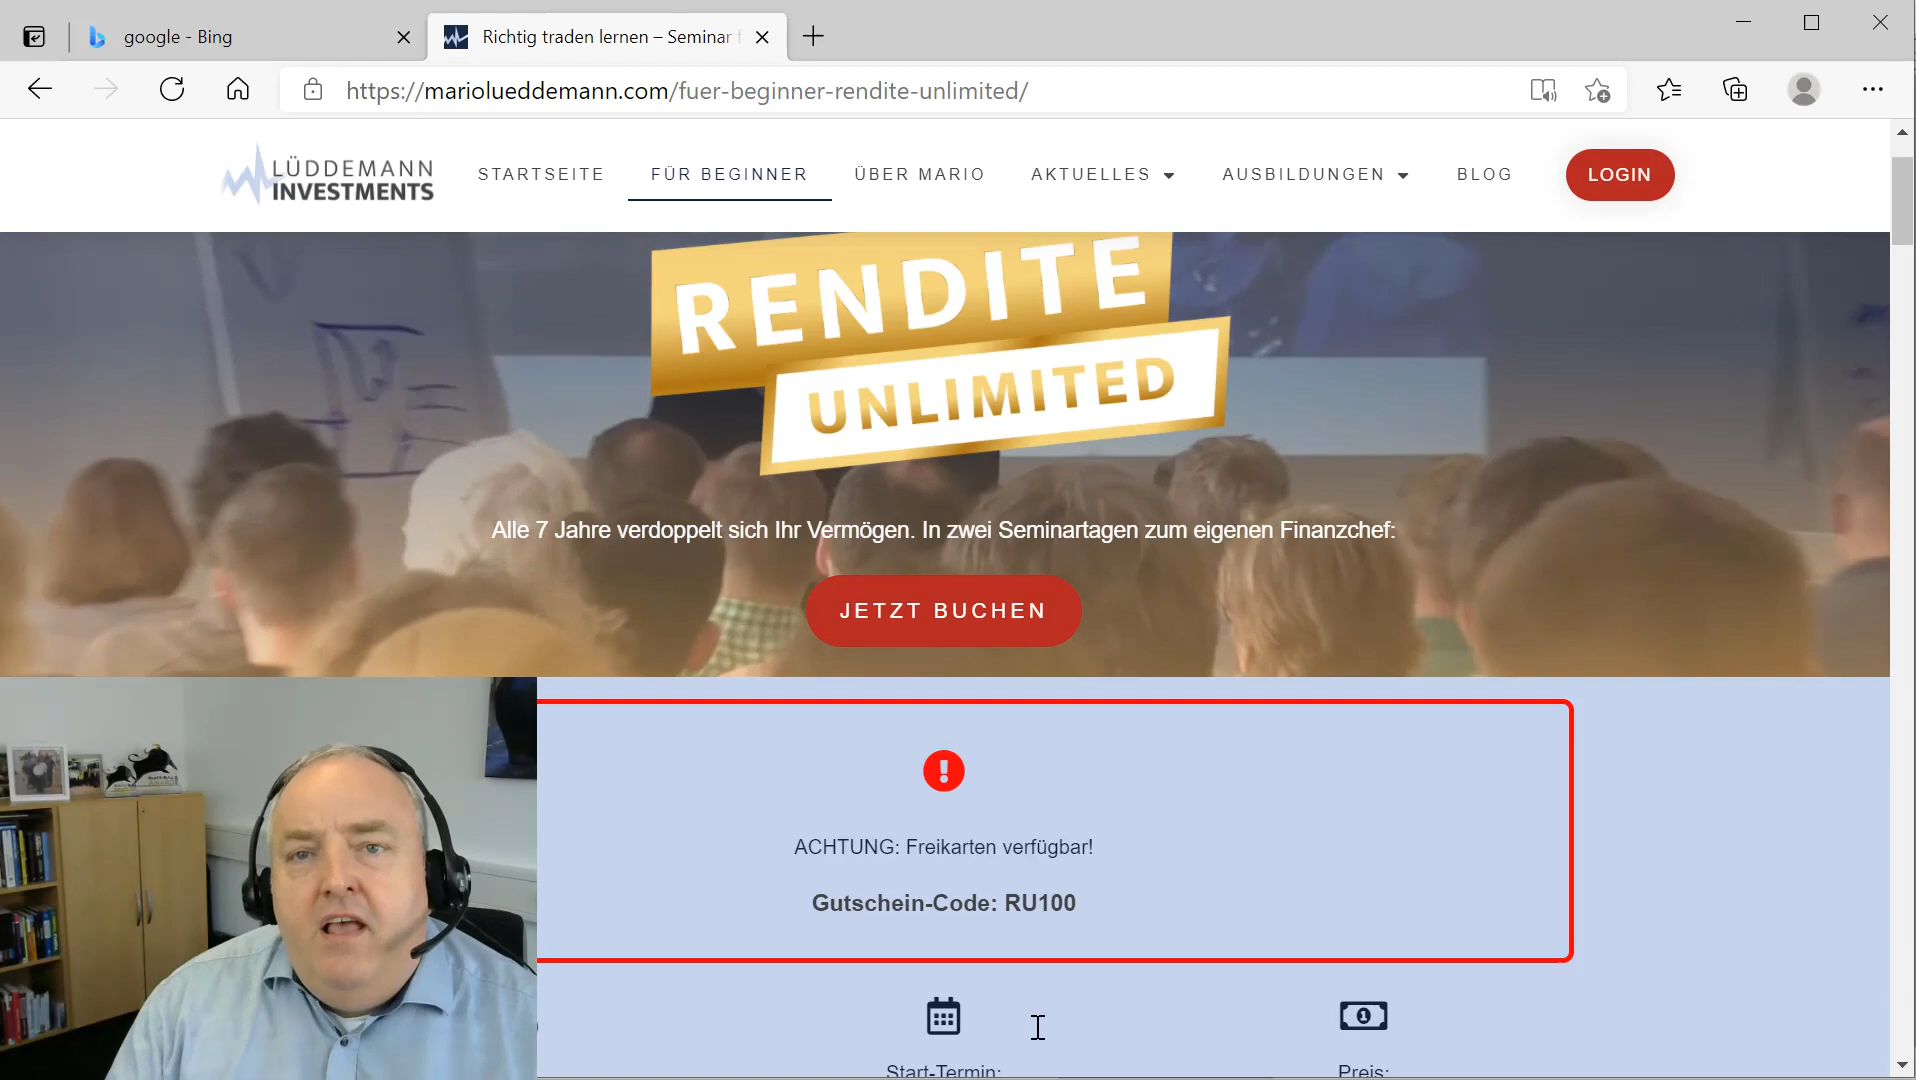 google - Bing
Richtig traden lernen – Seminar f
https://mariolueddemann.com/fuer-beginner-rendite-unlimited/
LÜDDEMANN
INVESTMENTS
STARTSEITE
FÜR BEGINNER
ÜBER MARIO
AKTUELLES
AUSBILDUNGEN
BLOG
LOGIN
RENDITE
UNLIMITED
Alle 7 Jahre verdoppelt sich Ihr Vermögen. In zwei Seminartagen zum eigenen Finanzchef:
JETZT BUCHEN
ACHTUNG: Freikarten verfügbar!
Gutschein-Code: RU100
Start-Termin:
Preis: